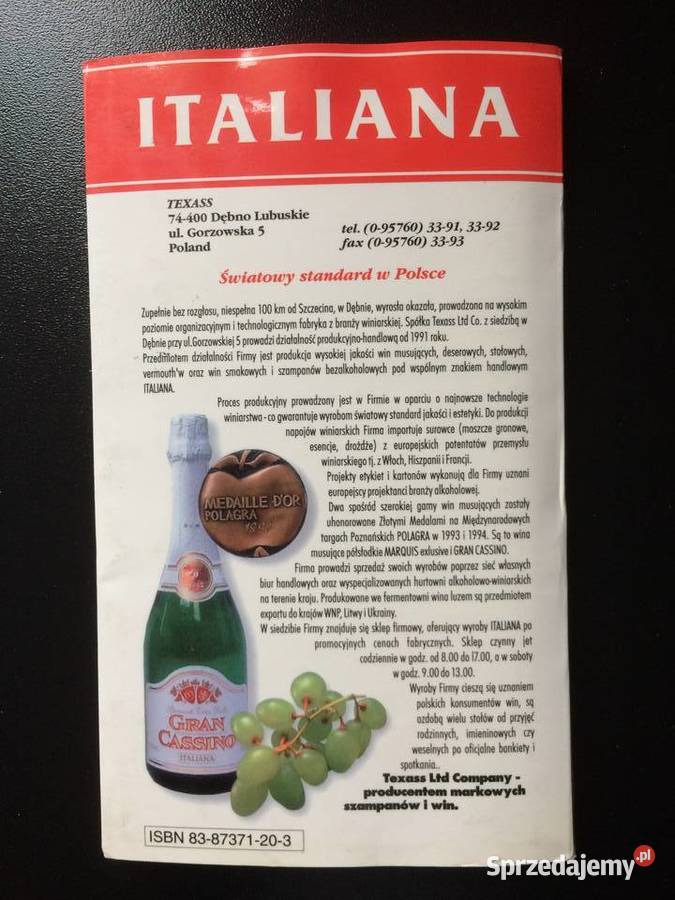 ITALIANA
TEXASS
74-400 Dębno Lubuskie
ul. Gorzowska 5
Poland
tel. (0-95760) 33-91, 33-92
fax (0-95760) 33-93
Światowy standard w Polsce
Zupełnie bez rozgłosu, niespełna 100 km od Szczecina, w Dębnie, wyrosła okazała, prowadzona na wysokim
poziomie organizacyjnym i technologicznym fabryka z branży winiarskiej. Spółka Texass Ltd Co. z siedzibą w
Dębnie przy ul.Gorzowskiej 5 prowadzi działalność produkcyjno-handlową od 1991 roku.
Przedmiotem działalności Firmy jest produkcja wysokiej jakości win musujących, deserowych, stołowych,
vermouth'w oraz win smakowych i szampanów bezalkoholowych pod wspólnym znakiem handlowym
ITALIANA.
Proces produkcyjny prowadzony jest w Firmie w oparciu o najnowsze technologie
winiarstwa - co gwarantuje wyrobom światowy standard jakości i estetyki. Do produkcji
napojów winiarskich Firma importuje surowce (moszcze gronowe,
esencje, drożdże) z europejskich potentatów przemysłu
winiarskiego tj. z Włoch, Hiszpanii i Francji.
Projekty etykiet i kartonów wykonują dla Firmy uznani
europejscy projektanci branży alkoholowej.
Dwa spośród szerokiej gamy win musujących zostały
uhonorowane Złotymi Medalami na Międzynarodowych
targach Poznańskich POLAGRA w 1993 i 1994. Są to wina
musujące półsłodkie MARQUIS exlusive i GRAN CASSINO.
Firma prowadzi sprzedaż swoich wyrobów poprzez sieć własnych
biur handlowych oraz wyspecjalizowanych hurtowni alkoholowo-winiarskich
na terenie kraju. Produkowane we fermentowni wina luzem są przedmiotem
exportu do krajów WNP, Litwy i Ukrainy.
W siedzibie Firmy znajduje się sklep firmowy, oferujący wyroby ITALIANA po
promocyjnych cenach fabrycznych. Sklep czynny jet
codziennie w godz. od 8.00 do 17.00, a w soboty
w godz. 9.00 do 13.00.
Wyroby Firmy cieszą się uznaniem
polskich konsumentów win, są
ozdobą wielu stołów od przyjęć
rodzinnych, imieninowych czy
weselnych po oficjalne bankiety i
spotkania..
Texass Ltd Company -
producentem markowych
szampanów i win.
MEDAILLE D'OR
POLAGRA
GRAN
CASSINO
ITALIANA
ISBN 83-87371-20-3
Sprzedajemy.pl